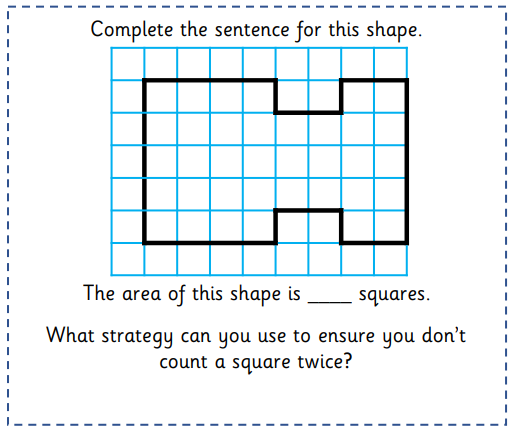 Complete the sentence for this shape.
The area of this shape is ____ squares.
What strategy can you use to ensure you don't
count a square twice?